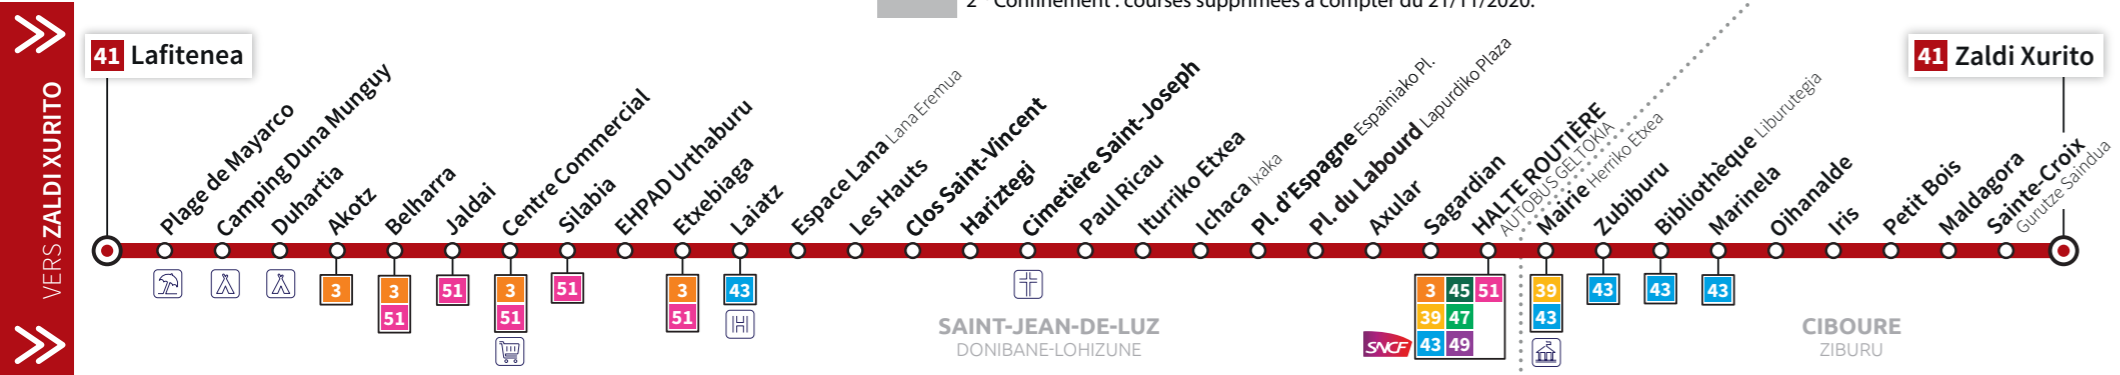 2 Confinement : courses supprimées à compter du 21/11/2020.
VERS ZALDI XURITO
41 Lafitenea
Plage de Mayarco
Camping Duna Munguy
Duhartia
Akotz
Belharra
Jaldai
Centre Commercial
Silabia
EHPAD Urthaburu
Etxebiaga
Laiatz
Espace Lana Lana Eremua
Les Hauts
Clos Saint-Vincent
Hariztegi
Cimetière Saint-Joseph
Paul Ricau
Iturriko Etxea
Ichaca Ixaka
Pl. d'Espagne Espainiako Pl.
Pl. du Labourd Lapurdiko Plaza
Axular
Sagardian
HALTE ROUTIÈRE
AUTOBUS GELTOKIA
Mairie Herriko Etxea
Zubiburu
Bibliothèque Liburutegia
Marinela
Oihanalde
Iris
Petit Bois
Maldagora
Sainte-Croix
Gurutze Saindua
41 Zaldi Xurito
3
3
51
51
3
51
51
3
51
43
H
SNCF
3 45 51
39 47
43 49
39
43
43
43
43
SAINT-JEAN-DE-LUZ
DONIBANE-LOHIZUNE
CIBOURE
ZIBURU